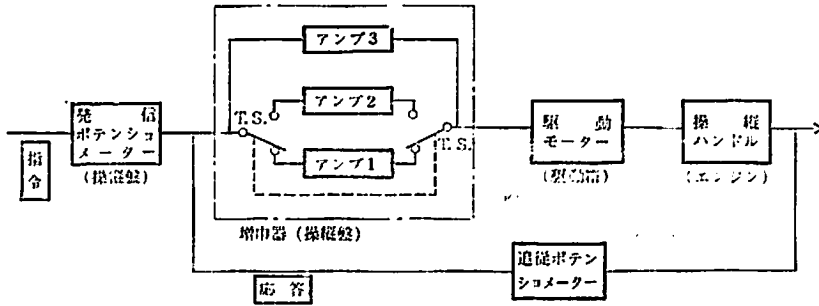 アンプ3
アンプ2
T.S.
アンプ1
T.S.
発信
ポテンショ
メーター
(操縦盤)
指令
駆動
モーター
(駆動箱)
操縦
ハンドル
(エンジン)
増巾器(操縦盤)
追従ポテン
ショメーター
応答